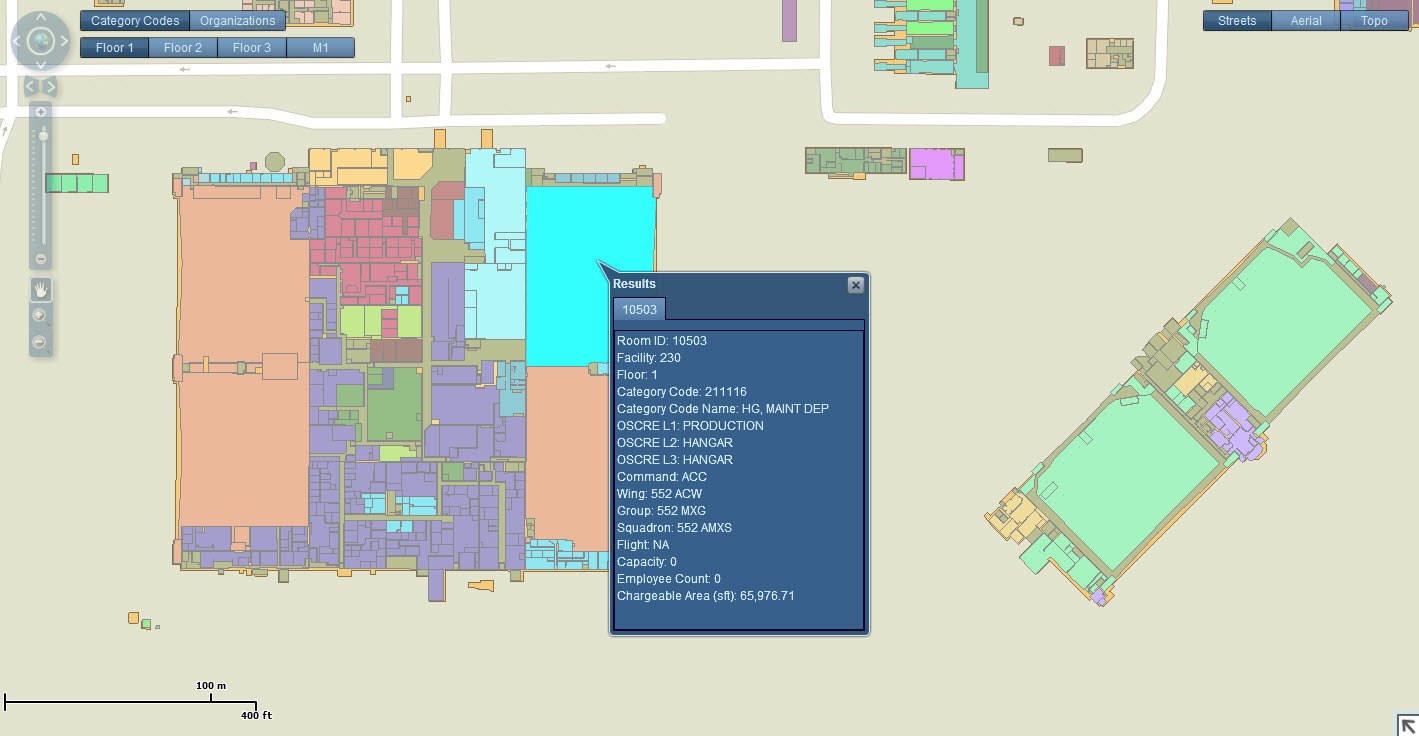 Category Codes Organizations
Streets Aerial Topo
Floor 1 Floor 2 Floor 3 M1
Results
10503
Room ID: 10503
Facility: 230
Floor: 1
Category Code: 211116
Category Code Name: HG, MAINT DEP
OSCRE L1: PRODUCTION
OSCRE L2: HANGAR
OSCRE L3: HANGAR
Command: ACC
Wing: 552 ACW
Group: 552 MXG
Squadron: 552 AMXS
Flight: NA
Capacity: 0
Employee Count: 0
Chargeable Area (sft): 65,976.71
100 m
400 ft